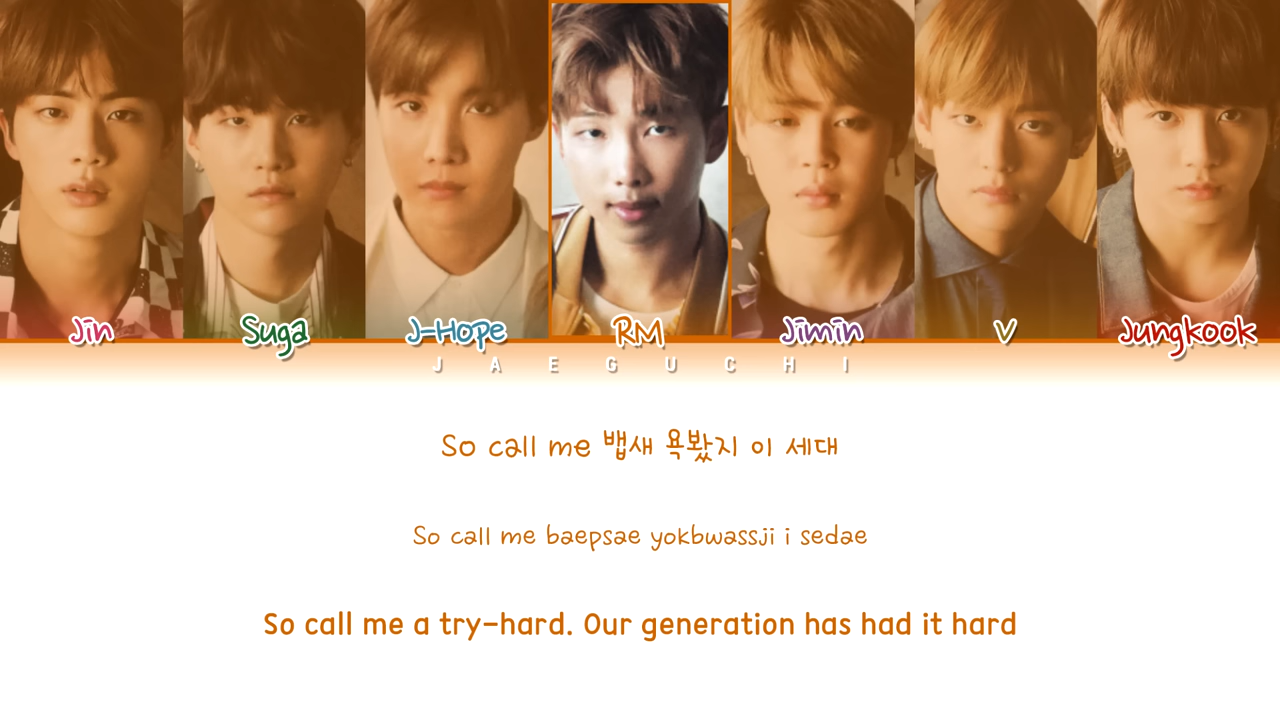 Jin Suga J-Hope RM Jimin V Jungkook
JAEGUCHI
So call me 뱁새 욕봤지 이 세대
So call me baepsae yokbwassji i sedae
So call me a try-hard. Our generation has had it hard